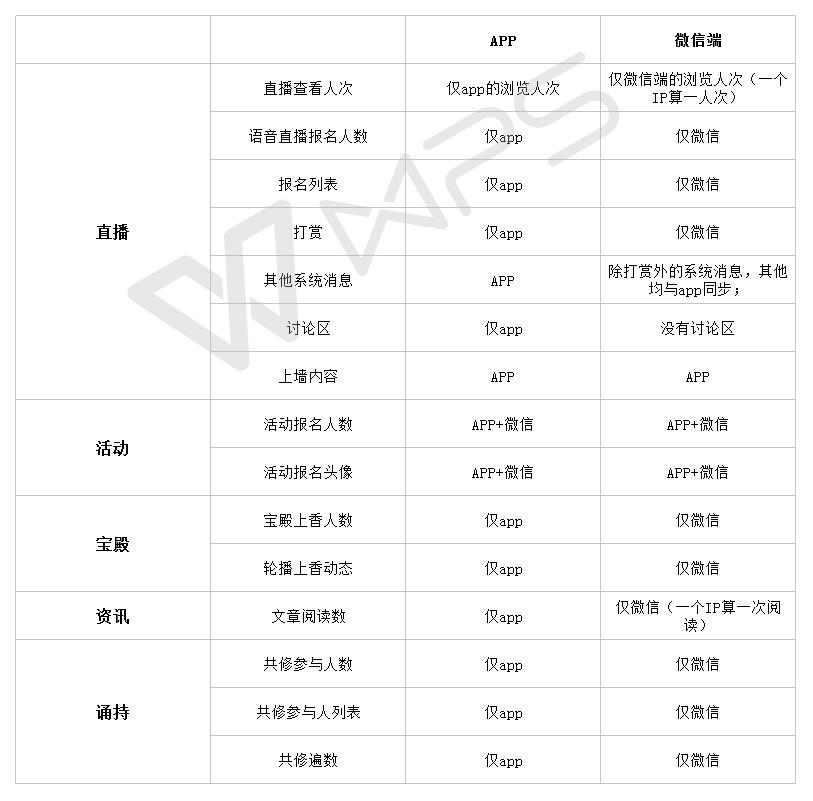 APP 微信端
直播
直播查看人次 仅app的浏览人次 仅微信端的浏览人次（一个
IP算一人次）
语音直播报名人数 仅app 仅微信
报名列表 仅app 仅微信
打赏 仅app 仅微信
其他系统消息 APP 除打赏外的系统消息，其他
均与app同步；
讨论区 仅app 没有讨论区
上墙内容 APP APP
活动
活动报名人数 APP+微信 APP+微信
活动报名头像 APP+微信 APP+微信
宝殿
宝殿上香人数 仅app 仅微信
轮播上香动态 仅app 仅微信
资讯
文章阅读数 仅app 仅微信（一个IP算一次阅
读）
诵持
共修参与人数 仅app 仅微信
共修参与人列表 仅app 仅微信
共修遍数 仅app 仅微信
WPS